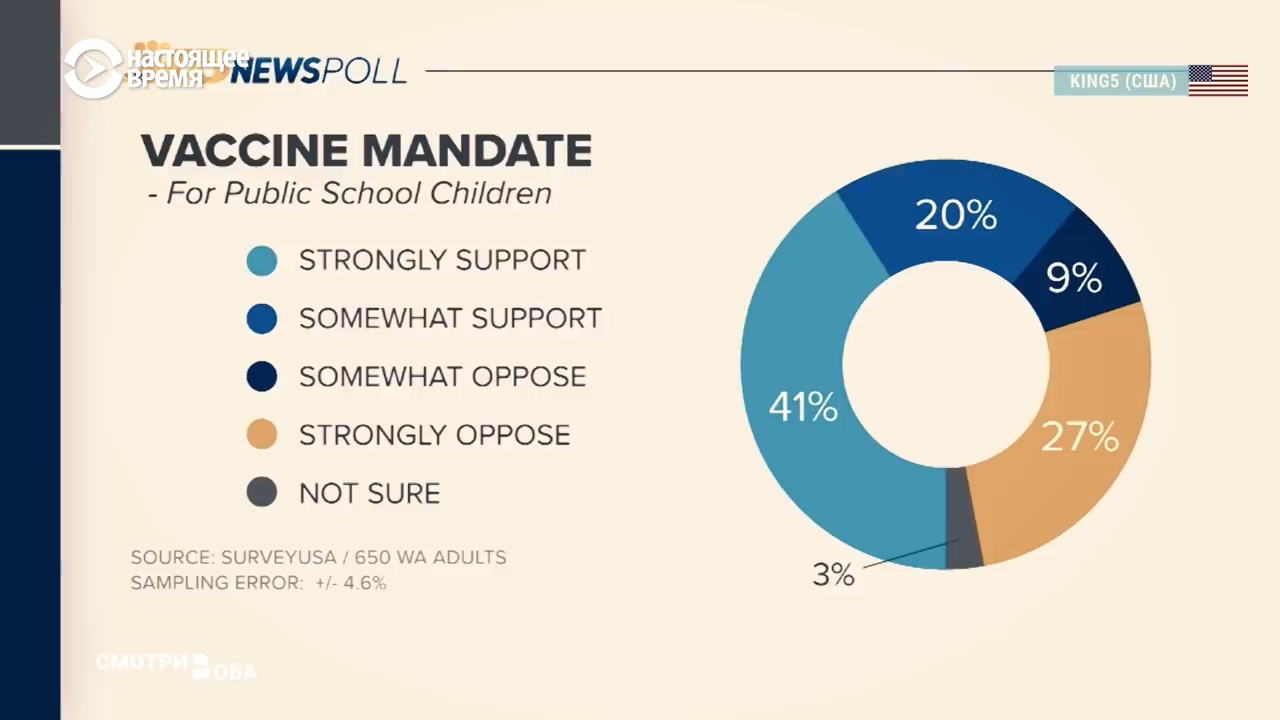 настоящее
время
NEWSPOLL
KING5 (США)
VACCINE MANDATE
- For Public School Children
STRONGLY SUPPORT
SOMEWHAT SUPPORT
SOMEWHAT OPPOSE
STRONGLY OPPOSE
NOT SURE
SOURCE: SURVEYUSA / 650 WA ADULTS
SAMPLING ERROR: +/- 4.6%
20%
9%
41%
27%
3%
СМОТРИ В ОБА